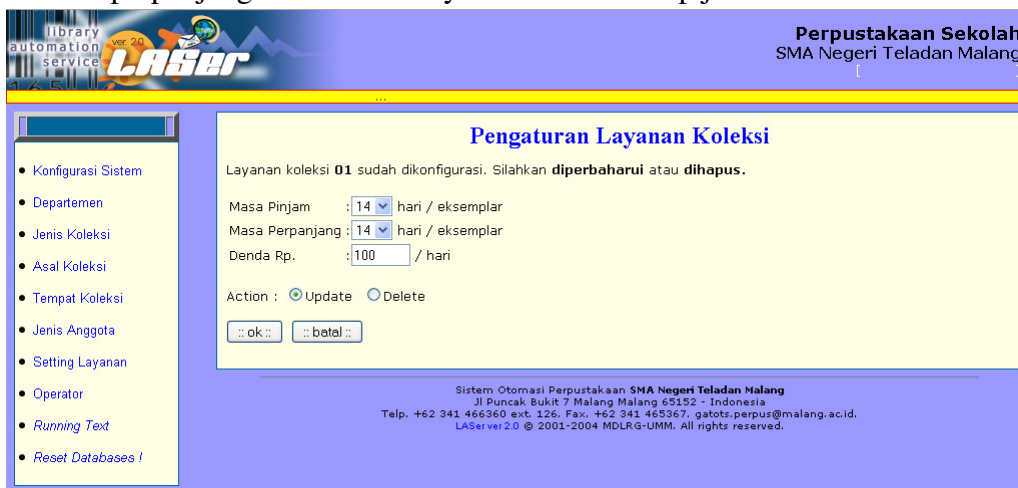 library
automation
service
ver 2.0
LASer
Perpustakaan Sekolah
SMA Negeri Teladan Malang
[
...
Pengaturan Layanan Koleksi
Layanan koleksi 01 sudah dikonfigurasi. Silahkan diperbaharui atau dihapus.
Masa Pinjam : 14 hari / eksemplar
Masa Perpanjang : 14 hari / eksemplar
Denda Rp. : 100 / hari
Action : Update Delete
:: ok :: :: batal ::
Konfigurasi Sistem
Departemen
Jenis Koleksi
Asal Koleksi
Tempat Koleksi
Jenis Anggota
Setting Layanan
Operator
Running Text
Reset Databases !
Sistem Otomasi Perpustakaan SMA Negeri Teladan Malang
Jl Puncak Bukit 7 Malang Malang 65152 - Indonesia
Telp. +62 341 466360 ext. 126. Fax. +62 341 465367. gatots.perpus@malang.ac.id.
LASer ver 2.0 © 2001-2004 MDLRG-UMM. All rights reserved.